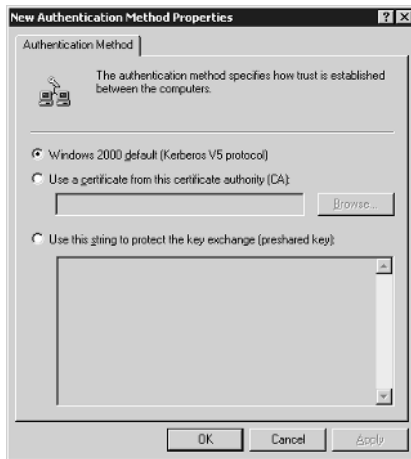 New Authentication Method Properties
Authentication Method
The authentication method specifies how trust is established
between the computers.
Windows 2000 default (Kerberos V5 protocol)
Use a certificate from this certificate authority (CA):
Browse...
Use this string to protect the key exchange (preshared key):
OK Cancel Apply